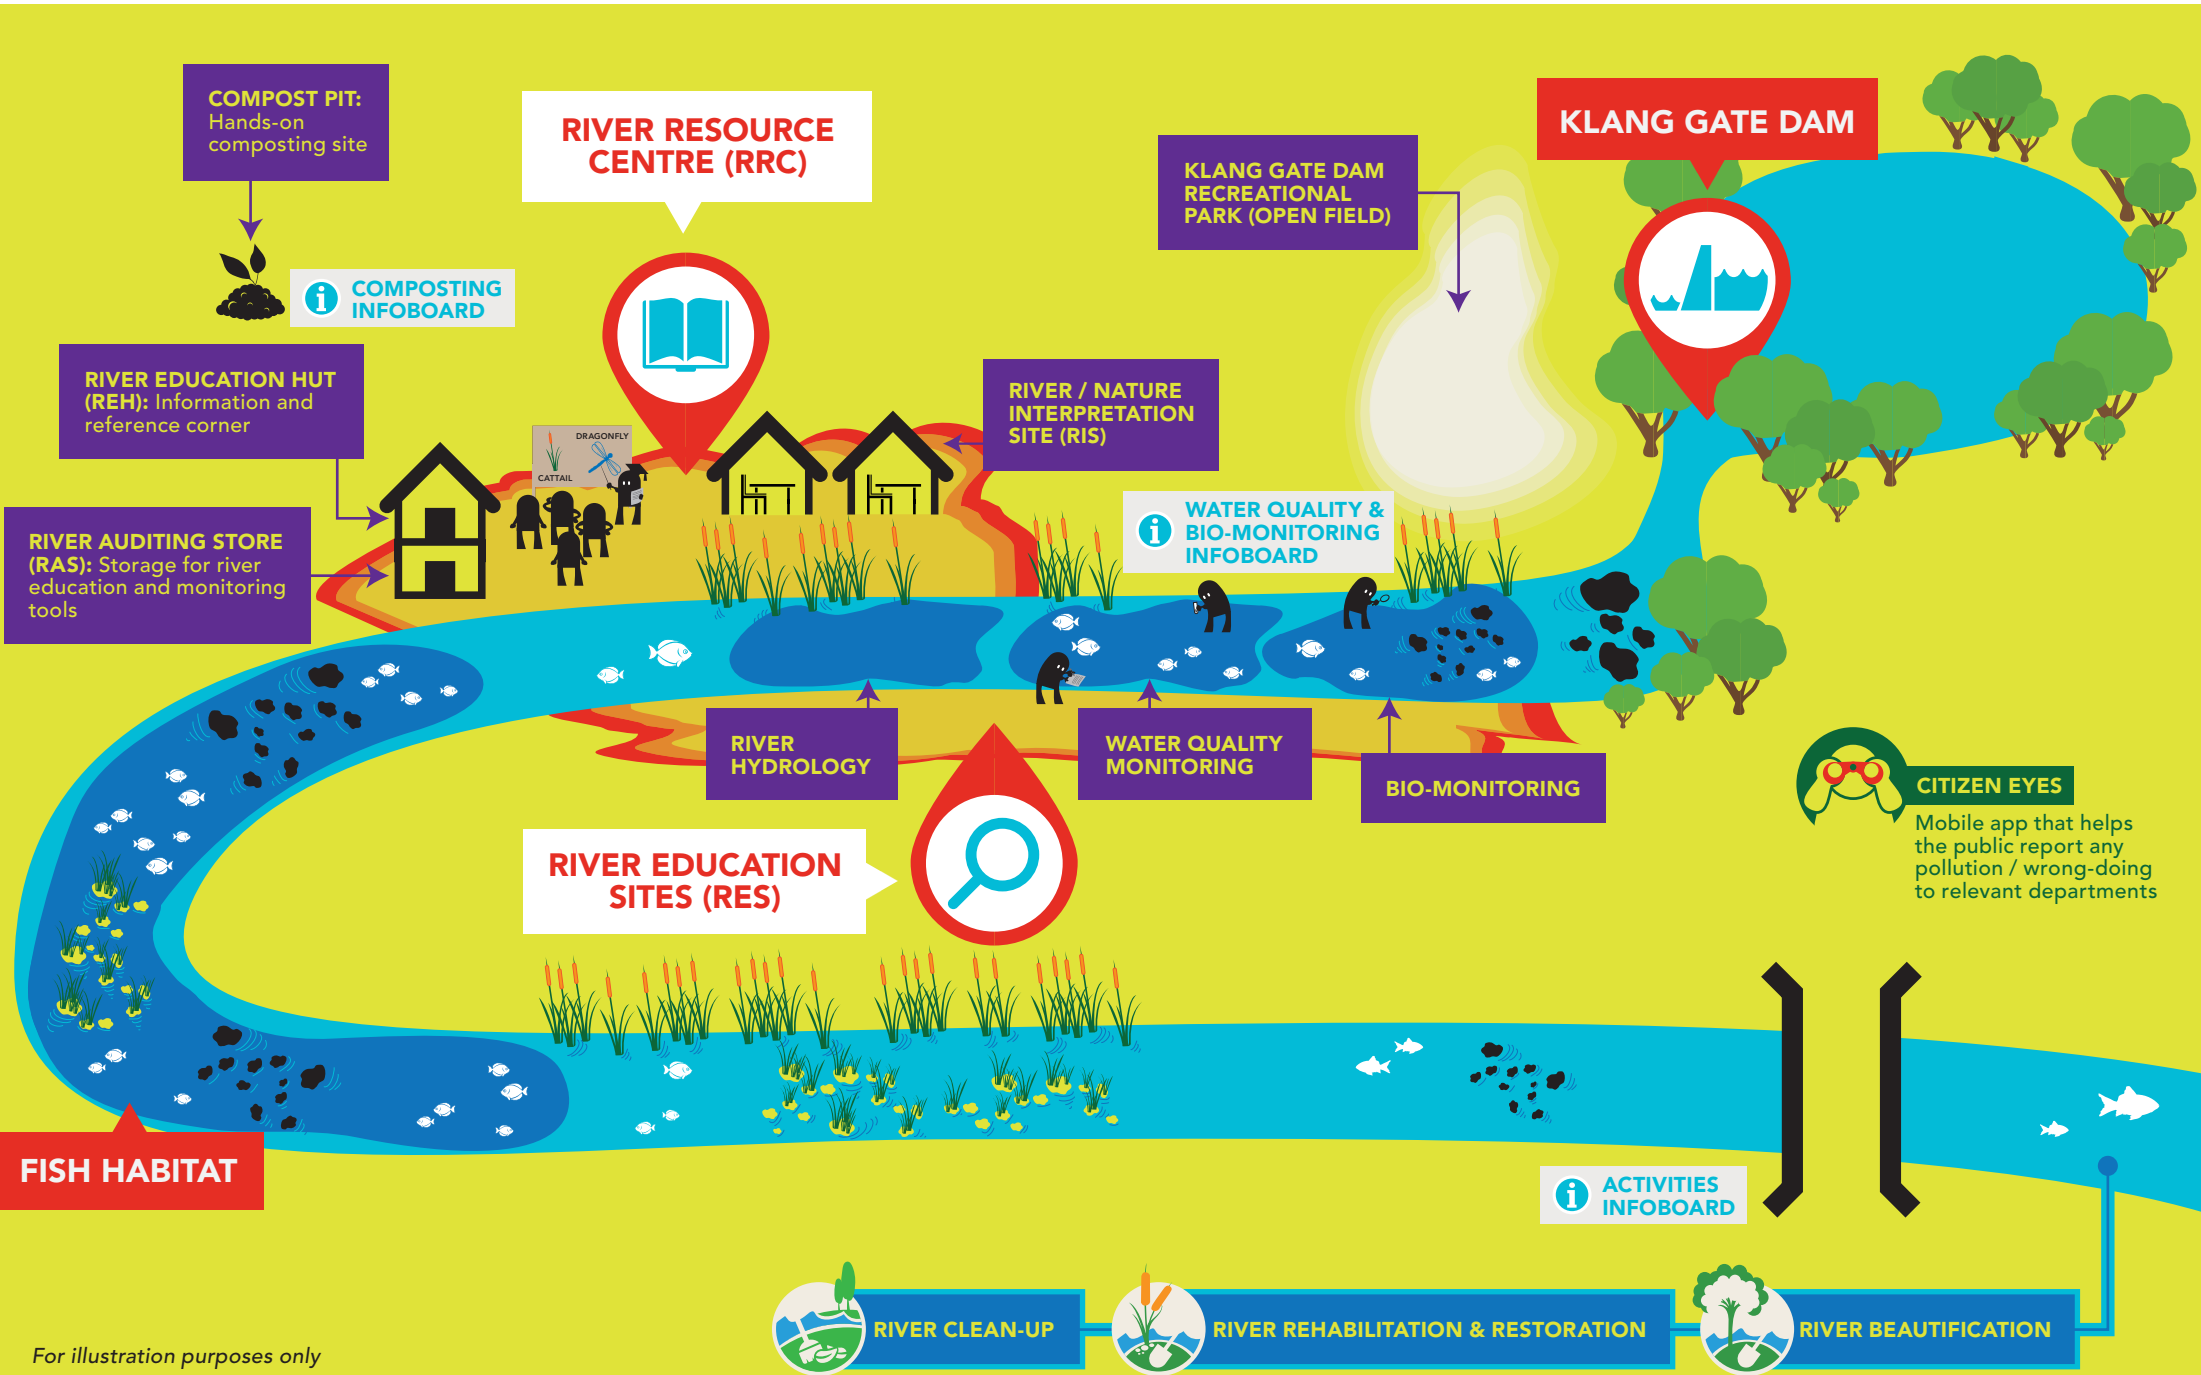 COMPOST PIT:
Hands-on
composting site
RIVER RESOURCE
CENTRE (RRC)
KLANG GATE DAM
KLANG GATE DAM
RECREATIONAL
PARK (OPEN FIELD)
COMPOSTING
INFOBOARD
RIVER EDUCATION HUT
(REH): Information and
reference corner
RIVER / NATURE
INTERPRETATION
SITE (RIS)
DRAGONFLY
CATTAIL
RIVER AUDITING STORE
(RAS): Storage for river
education and monitoring
tools
WATER QUALITY &
BIO-MONITORING
INFOBOARD
RIVER
HYDROLOGY
WATER QUALITY
MONITORING
BIO-MONITORING
CITIZEN EYES
Mobile app that helps
the public report any
pollution / wrong-doing
to relevant departments
RIVER EDUCATION
SITES (RES)
FISH HABITAT
ACTIVITIES
INFOBOARD
RIVER CLEAN-UP
RIVER REHABILITATION & RESTORATION
RIVER BEAUTIFICATION
For illustration purposes only